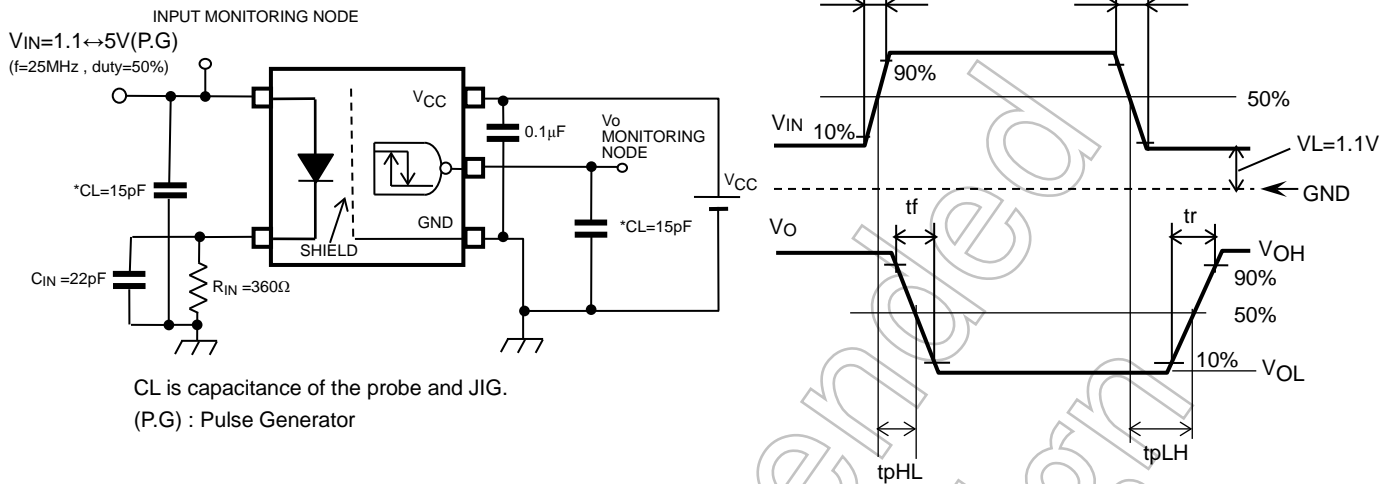 INPUT MONITORING NODE
VIN=1.1↔5V(P.G)
(f=25MHz , duty=50%)
VCC
0.1μF
Vo
MONITORING
NODE
*CL=15pF
VCC
GND
*CL=15pF
SHIELD
CIN =22pF
RIN =360Ω
CL is capacitance of the probe and JIG.
(P.G) : Pulse Generator
90%
50%
VIN
10%
VL=1.1V
GND
tf
tr
VO
VOH
90%
50%
10%
VOL
tpHL
tpLH